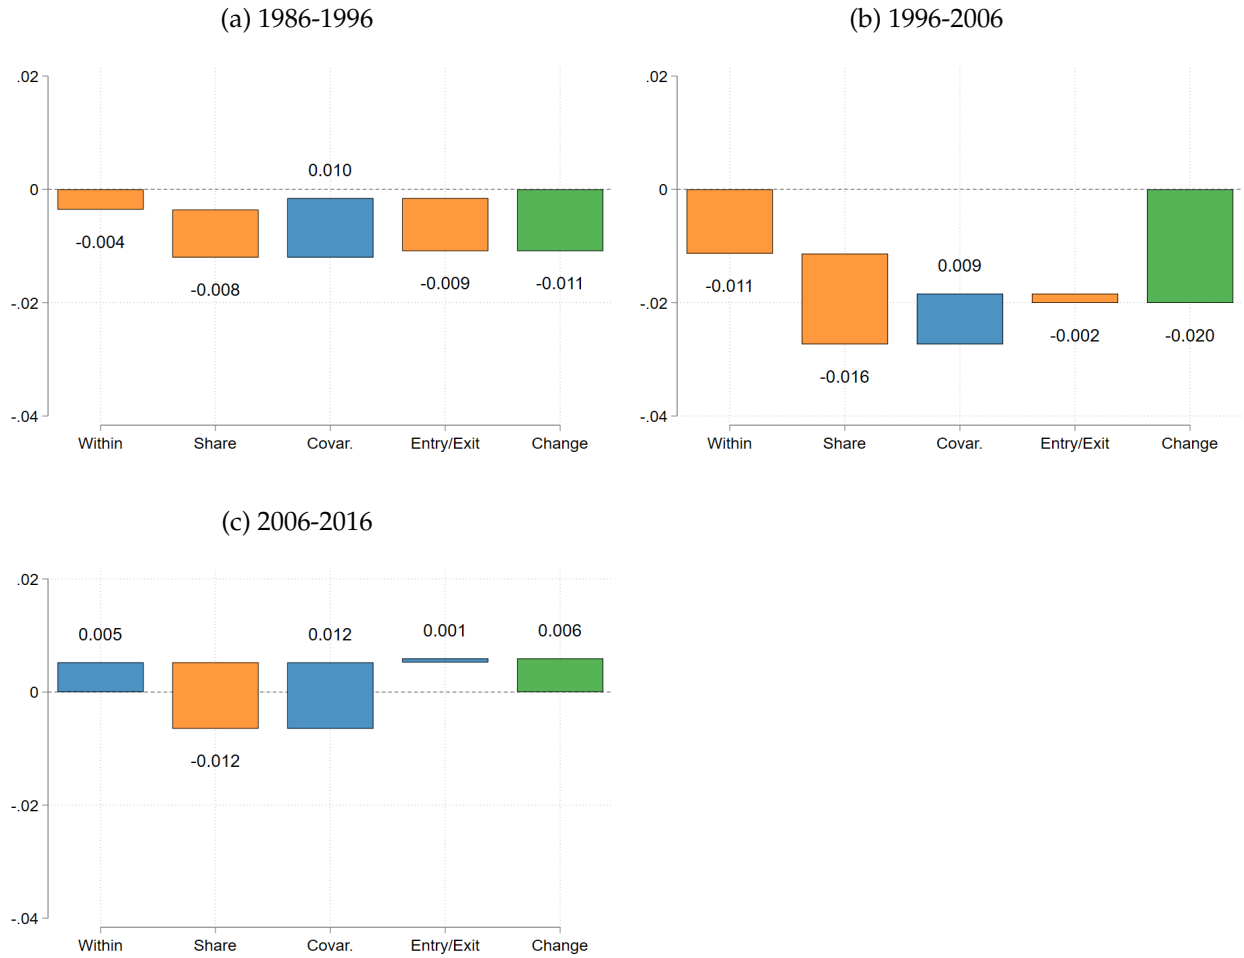 (a) 1986-1996
.02
0
-.02
-.04
0.010
-0.004
-0.008
-0.009
-0.011
Within
Share
Covar.
Entry/Exit
Change
(b) 1996-2006
.02
0
-.02
-.04
0.009
-0.011
-0.016
-0.002
-0.020
Within
Share
Covar.
Entry/Exit
Change
(c) 2006-2016
.02
0
-.02
-.04
0.005
0.012
0.001
0.006
-0.012
Within
Share
Covar.
Entry/Exit
Change